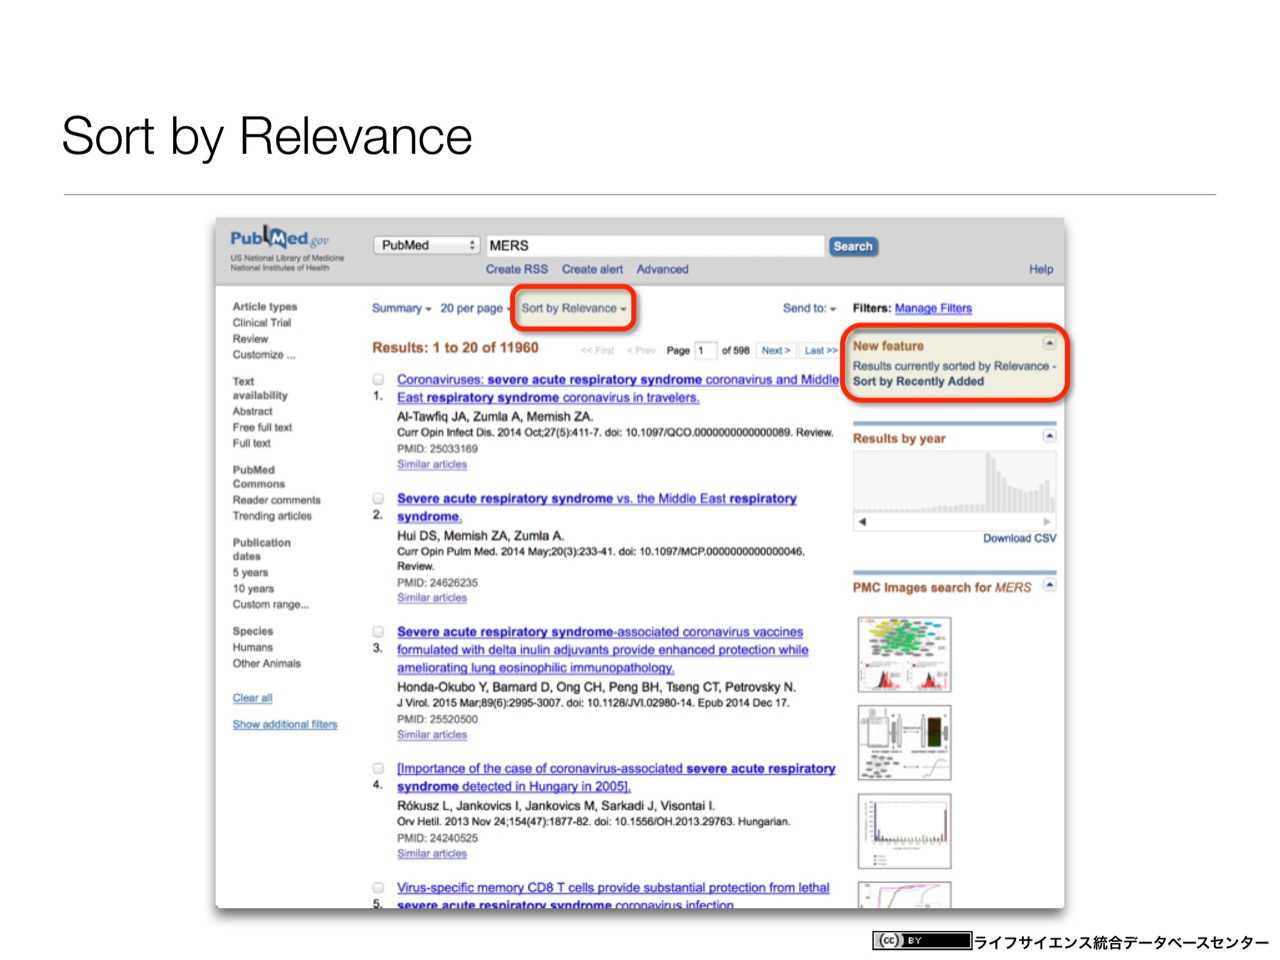 Sort by Relevance
PubMed.gov
US National Library of Medicine
National Institutes of Health
PubMed
MERS
Search
Create RSS Create alert Advanced
Help
Article types
Clinical Trial
Review
Customize ...
Text
availability
Abstract
Free full text
Full text
PubMed
Commons
Reader comments
Trending articles
Publication
dates
5 years
10 years
Custom range...
Species
Humans
Other Animals
Clear all
Show additional filters
Summary 20 per page Sort by Relevance Send to:
Results: 1 to 20 of 11960
<< First < Prev Page 1 of 598 Next > Last >>
Coronaviruses: severe acute respiratory syndrome coronavirus and Middle
1. East respiratory syndrome coronavirus in travelers.
Al-Tawfiq JA, Zumla A, Memish ZA.
Curr Opin Infect Dis. 2014 Oct;27(5):411-7. doi: 10.1097/QCO.0000000000000089. Review.
PMID: 25033169
Similar articles
Severe acute respiratory syndrome vs. the Middle East respiratory
2. syndrome.
Hui DS, Memish ZA, Zumla A.
Curr Opin Pulm Med. 2014 May;20(3):233-41. doi: 10.1097/MCP.0000000000000046.
Review.
PMID: 24626235
Similar articles
Severe acute respiratory syndrome-associated coronavirus vaccines
3. formulated with delta inulin adjuvants provide enhanced protection while
ameliorating lung eosinophilic immunopathology.
Honda-Okubo Y, Barnard D, Ong CH, Peng BH, Tseng CT, Petrovsky N.
J Virol. 2015 Mar;89(6):2995-3007. doi: 10.1128/JVI.02980-14. Epub 2014 Dec 17.
PMID: 25520500
Similar articles
[Importance of the case of coronavirus-associated severe acute respiratory
4. syndrome detected in Hungary in 2005].
Rókusz L, Jankovics I, Jankovics M, Sarkadi J, Visontai I.
Orv Hetil. 2013 Nov 24;154(47):1877-82. doi: 10.1556/OH.2013.29763. Hungarian.
PMID: 24240525
Similar articles
Virus-specific memory CD8 T cells provide substantial protection from lethal
5. severe acute respiratory syndrome coronavirus infection
Filters: Manage Filters
New feature
Results currently sorted by Relevance -
Sort by Recently Added
Results by year
Download CSV
PMC Images search for MERS
cc BY
ライフサイエンス統合データベースセンター